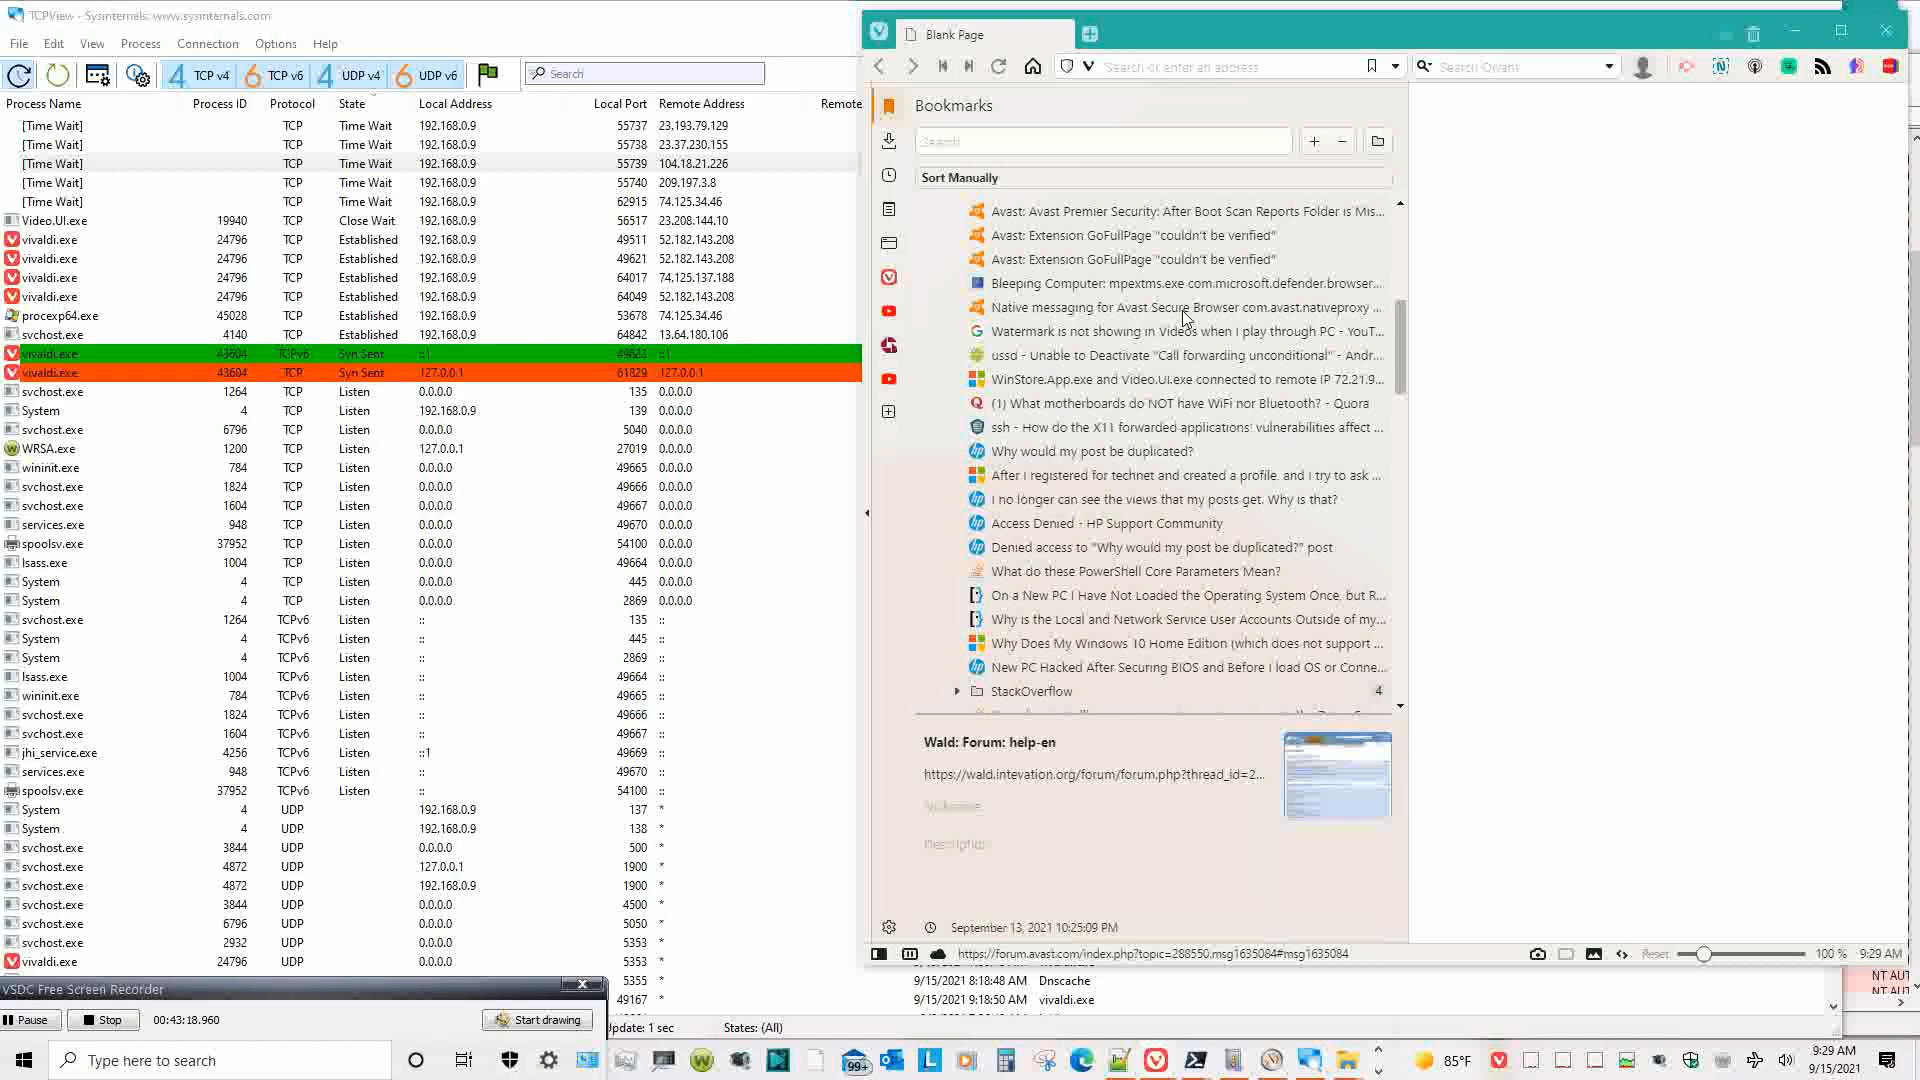 TCPView - Sysinternals: www.sysinternals.com
File Edit View Process Connection Options Help
4 TCP v4 6 TCP v6 4 UDP v4 6 UDP v6 Search
Process Name Process ID Protocol State Local Address Local Port Remote Address Remote
[Time Wait] TCP Time Wait 192.168.0.9 55737 23.193.79.129
[Time Wait] TCP Time Wait 192.168.0.9 55738 23.37.230.155
[Time Wait] TCP Time Wait 192.168.0.9 55739 104.18.21.226
[Time Wait] TCP Time Wait 192.168.0.9 55740 209.197.3.8
[Time Wait] TCP Time Wait 192.168.0.9 62915 74.125.34.46
Video.UI.exe 19940 TCP Close Wait 192.168.0.9 56517 23.208.144.10
vivaldi.exe 24796 TCP Established 192.168.0.9 49511 52.182.143.208
vivaldi.exe 24796 TCP Established 192.168.0.9 49621 52.182.143.208
vivaldi.exe 24796 TCP Established 192.168.0.9 64017 74.125.137.188
vivaldi.exe 24796 TCP Established 192.168.0.9 64049 52.182.143.208
procexp64.exe 45028 TCP Established 192.168.0.9 53678 74.125.34.46
svchost.exe 4140 TCP Established 192.168.0.9 64842 13.64.180.106
vivaldi.exe 43604 TCPv6 Syn Sent ::1 49623 ::1
vivaldi.exe 43604 TCP Syn Sent 127.0.0.1 61829 127.0.0.1
svchost.exe 1264 TCP Listen 0.0.0.0 135 0.0.0.0
System 4 TCP Listen 192.168.0.9 139 0.0.0.0
svchost.exe 6796 TCP Listen 0.0.0.0 5040 0.0.0.0
WRSA.exe 1200 TCP Listen 127.0.0.1 27019 0.0.0.0
wininit.exe 784 TCP Listen 0.0.0.0 49665 0.0.0.0
svchost.exe 1824 TCP Listen 0.0.0.0 49666 0.0.0.0
svchost.exe 1604 TCP Listen 0.0.0.0 49667 0.0.0.0
services.exe 948 TCP Listen 0.0.0.0 49670 0.0.0.0
spoolsv.exe 37952 TCP Listen 0.0.0.0 54100 0.0.0.0
lsass.exe 1004 TCP Listen 0.0.0.0 49664 0.0.0.0
System 4 TCP Listen 0.0.0.0 445 0.0.0.0
System 4 TCP Listen 0.0.0.0 2869 0.0.0.0
svchost.exe 1264 TCPv6 Listen :: 135 ::
System 4 TCPv6 Listen :: 445 ::
System 4 TCPv6 Listen :: 2869 ::
lsass.exe 1004 TCPv6 Listen :: 49664 ::
wininit.exe 784 TCPv6 Listen :: 49665 ::
svchost.exe 1824 TCPv6 Listen :: 49666 ::
svchost.exe 1604 TCPv6 Listen :: 49667 ::
jhi_service.exe 4256 TCPv6 Listen ::1 49669 ::
services.exe 948 TCPv6 Listen :: 49670 ::
spoolsv.exe 37952 TCPv6 Listen :: 54100 ::
System 4 UDP 192.168.0.9 137 *
System 4 UDP 192.168.0.9 138 *
svchost.exe 3844 UDP 0.0.0.0 500 *
svchost.exe 4872 UDP 127.0.0.1 1900 *
svchost.exe 4872 UDP 192.168.0.9 1900 *
svchost.exe 3844 UDP 0.0.0.0 4500 *
svchost.exe 6796 UDP 0.0.0.0 5050 *
svchost.exe 2932 UDP 0.0.0.0 5353 *
vivaldi.exe 24796 UDP 0.0.0.0 5353 *
5355 *
49167 *
Update: 1 sec States: (All)
Blank Page
Search or enter an address Search Qwant
Bookmarks
Search
Sort Manually
Avast: Avast Premier Security: After Boot Scan Reports Folder is Mis...
Avast: Extension GoFullPage "couldn't be verified"
Avast: Extension GoFullPage "couldn't be verified"
Bleeping Computer: mpextms.exe com.microsoft.defender.browser...
Native messaging for Avast Secure Browser com.avast.nativeproxy ...
Watermark is not showing in Videos when I play through PC - YouT...
ussd - Unable to Deactivate "Call forwarding unconditional" - Andr...
WinStore.App.exe and Video.UI.exe connected to remote IP 72.21.9...
(1) What motherboards do NOT have WiFi nor Bluetooth? - Quora
ssh - How do the X11 forwarded applications' vulnerabilities affect ...
Why would my post be duplicated?
After I registered for technet and created a profile, and I try to ask ...
I no longer can see the views that my posts get. Why is that?
Access Denied - HP Support Community
Denied access to "Why would my post be duplicated?" post
What do these PowerShell Core Parameters Mean?
On a New PC I Have Not Loaded the Operating System Once, but R...
Why is the Local and Network Service User Accounts Outside of my...
Why Does My Windows 10 Home Edition (which does not support ...
New PC Hacked After Securing BIOS and Before I load OS or Conne...
StackOverflow 4
Wald: Forum: help-en
https://wald.intevation.org/forum/forum.php?thread_id=2...
Nickname
Description
September 13, 2021 10:25:09 PM
https://forum.avast.com/index.php?topic=288550.msg1635084#msg1635084 Reset 100 % 9:29 AM
9/15/2021 8:18:48 AM Dnscache
9/15/2021 9:18:50 AM vivaldi.exe
NT AUT
NT AUT
VSDC Free Screen Recorder
Pause Stop 00:43:18.960 Start drawing
Type here to search
99+
85°F
9:29 AM
9/15/2021